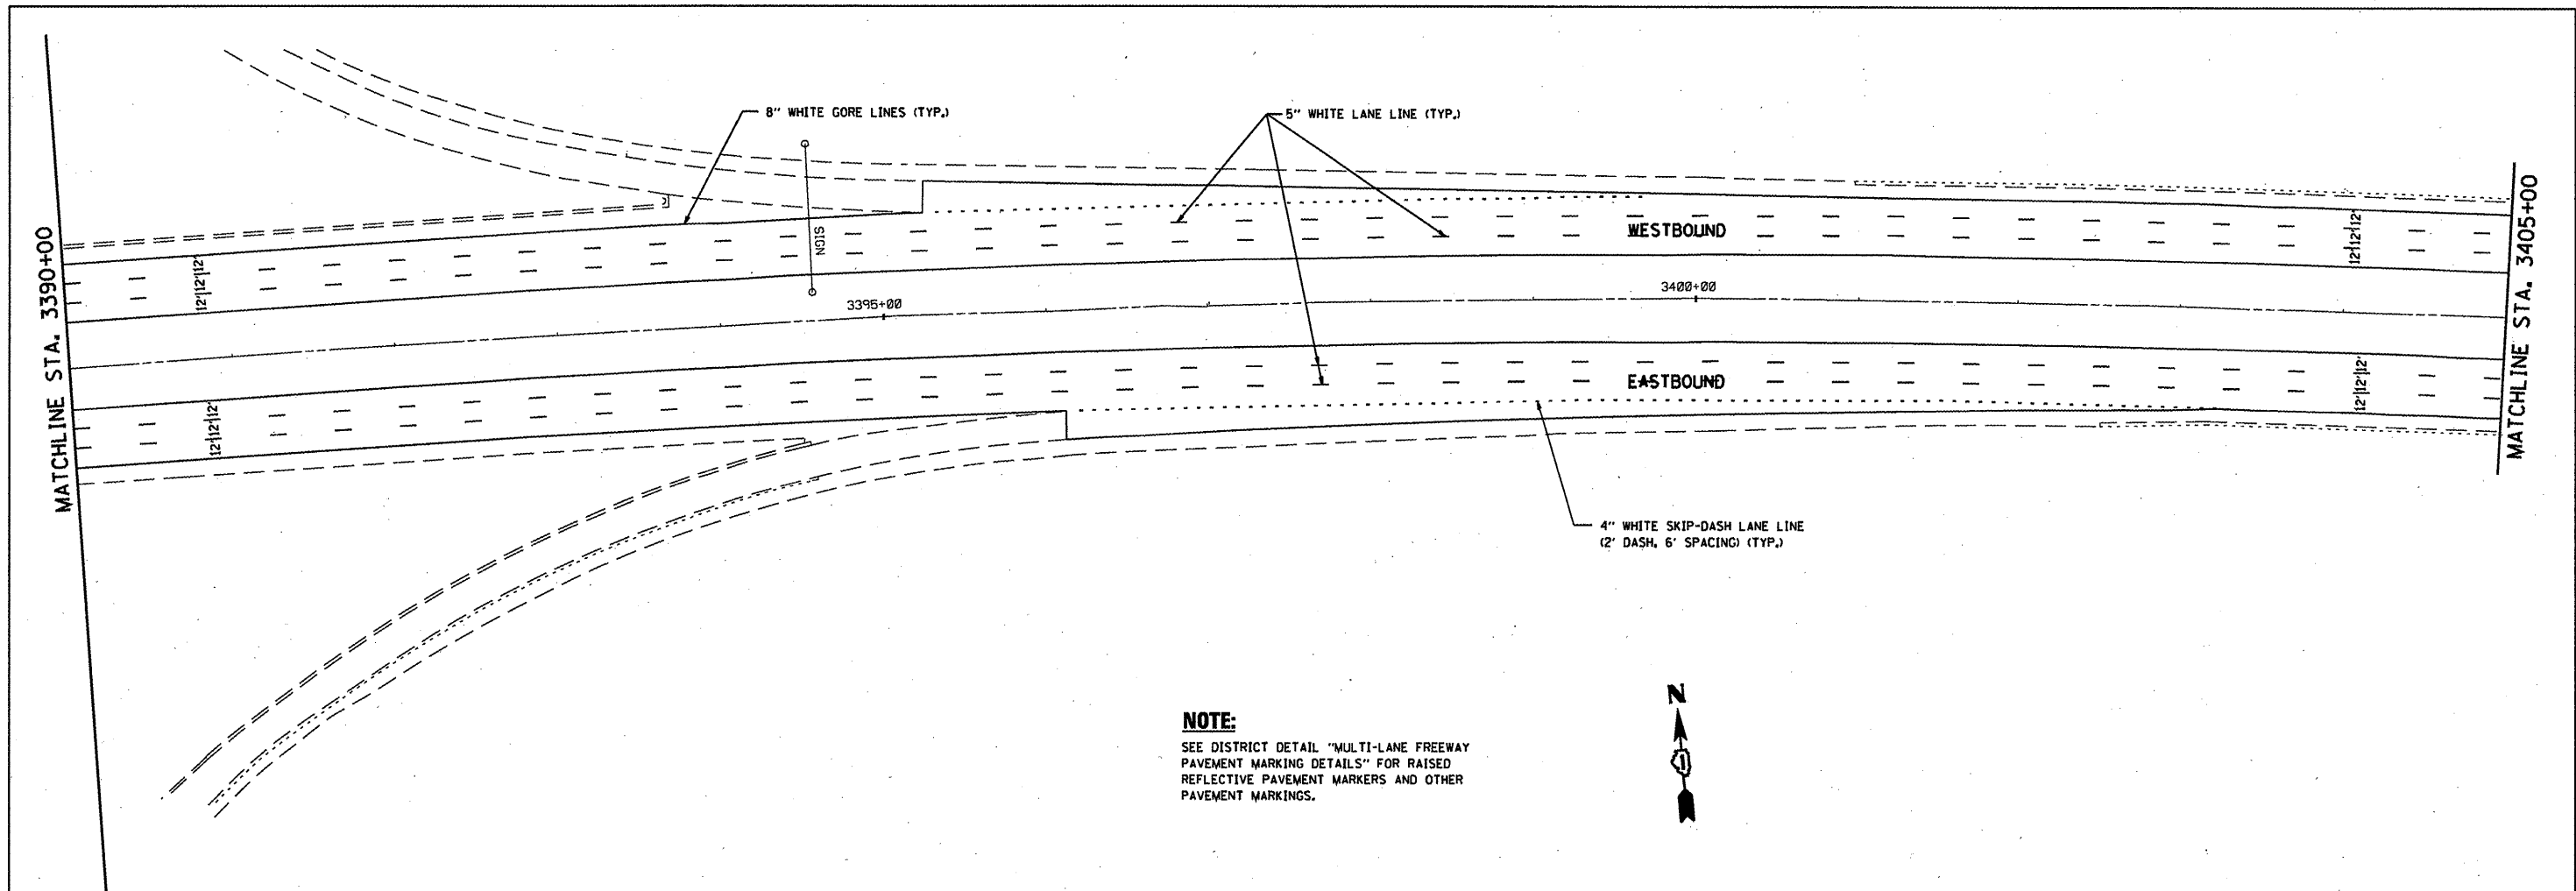 8" WHITE GORE LINES (TYP.)
5" WHITE LANE LINE (TYP.)
MATCHLINE STA. 3390+00
MATCHLINE STA. 3405+00
SIGN
WESTBOUND
12' 12' 12'
12' 12' 12'
3395+00
3400+00
EASTBOUND
12' 12' 12'
12' 12' 12'
4" WHITE SKIP-DASH LANE LINE
(2' DASH, 6' SPACING) (TYP.)
N
1
NOTE:
SEE DISTRICT DETAIL "MULTI-LANE FREEWAY
PAVEMENT MARKING DETAILS" FOR RAISED
REFLECTIVE PAVEMENT MARKERS AND OTHER
PAVEMENT MARKINGS.